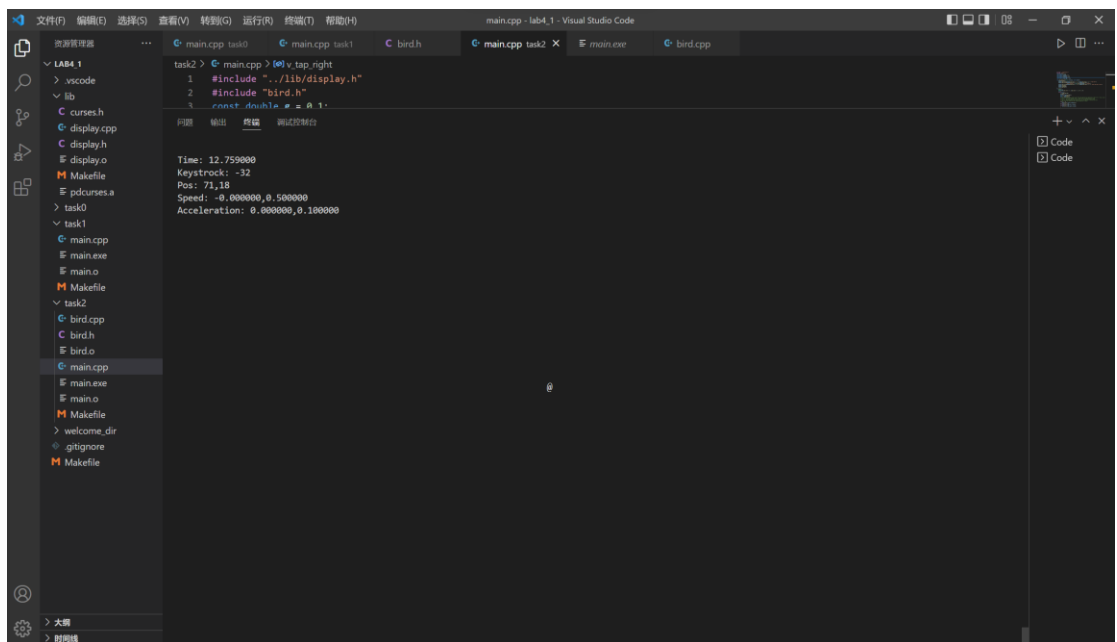 文件(F) 编辑(E) 选择(S) 查看(V) 转到(G) 运行(R) 终端(T) 帮助(H)
main.cpp - lab4_1 - Visual Studio Code
资源管理器 ...
main.cpp task0
main.cpp task1
C bird.h
main.cpp task2
main.exe
bird.cpp
LAB4_1
.vscode
lib
C curses.h
display.cpp
C display.h
display.o
M Makefile
pdcurses.a
task0
task1
main.cpp
main.exe
main.o
M Makefile
task2
bird.cpp
C bird.h
bird.o
main.cpp
main.exe
main.o
M Makefile
welcome_dir
.gitignore
M Makefile
大纲
时间线
task2 > main.cpp > v_tap_right
1 #include "../lib/display.h"
2 #include "bird.h"
3 const double g = 0.1;
问题 输出 终端 调试控制台
Time: 12.759000
Keystrock: -32
Pos: 71,18
Speed: -0.000000,0.500000
Acceleration: 0.000000,0.100000
@
Code
Code